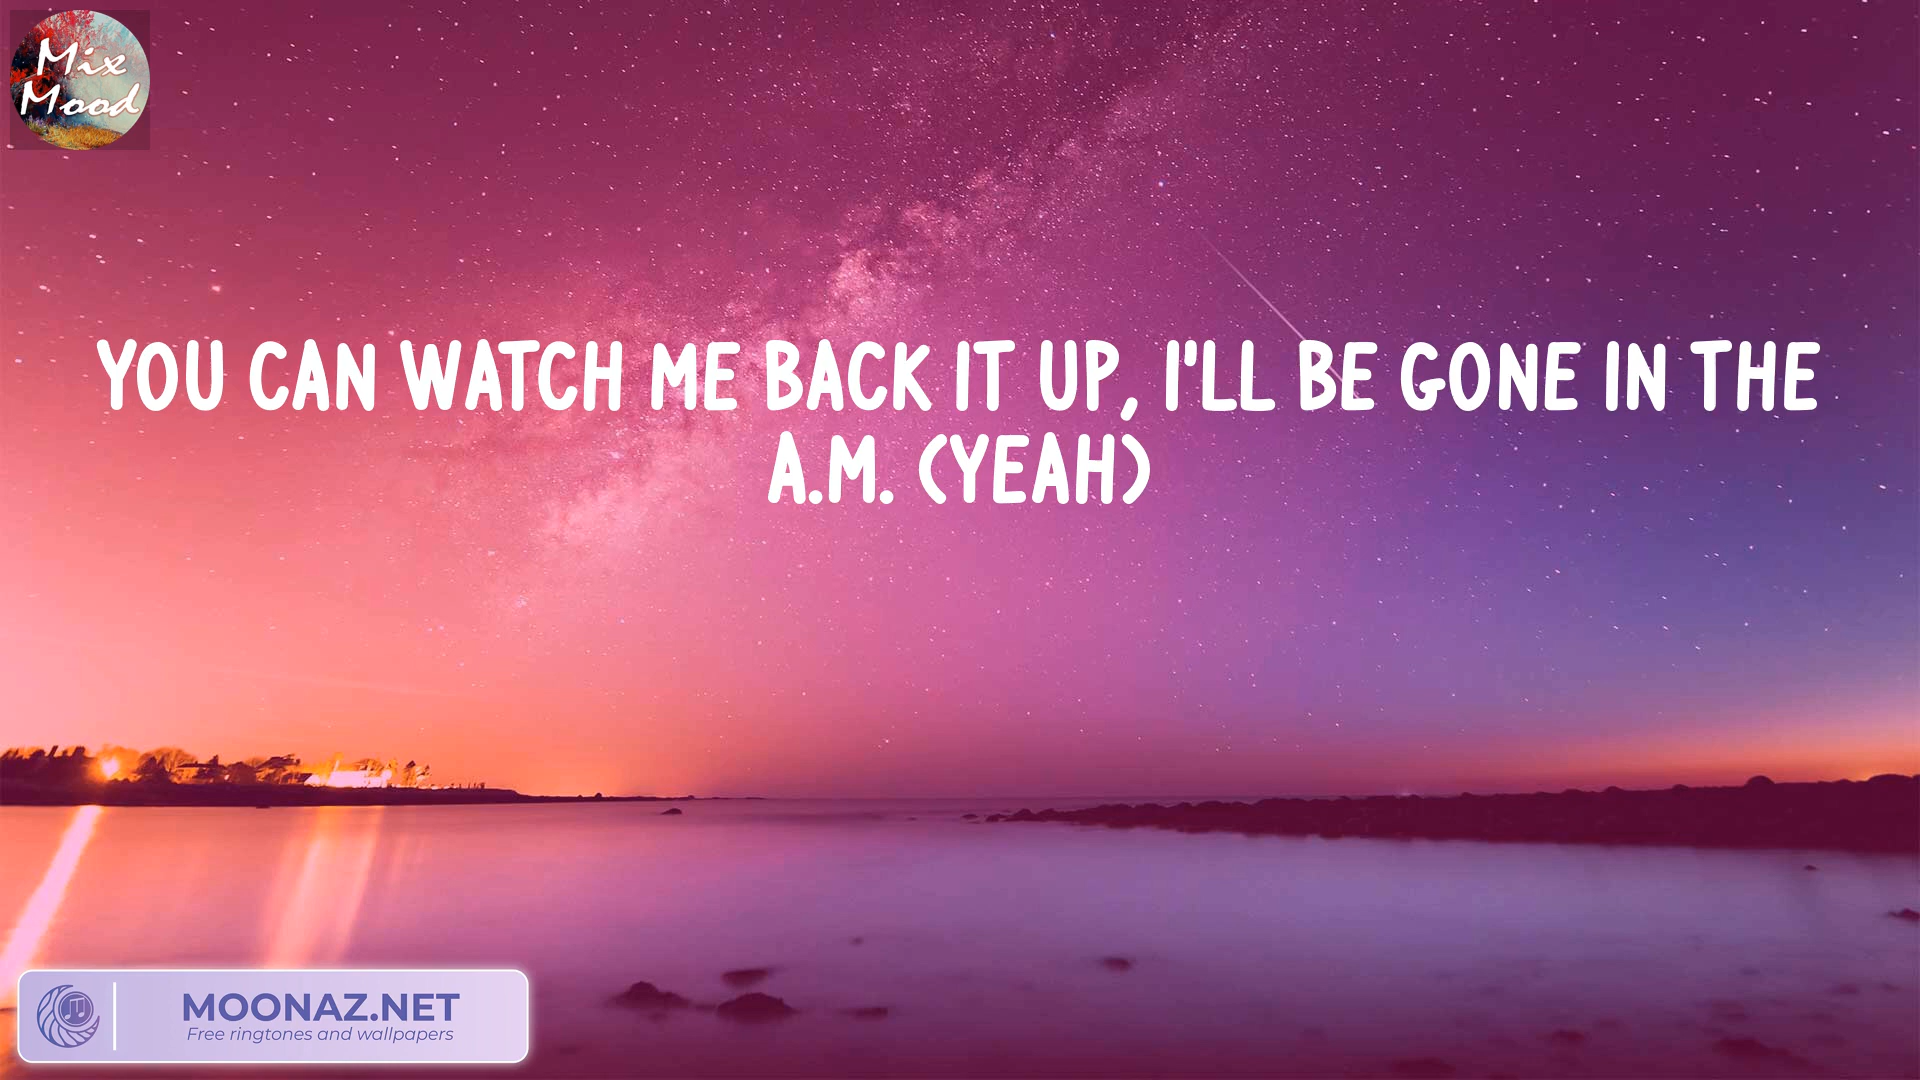 Mix
Mood
YOU CAN WATCH ME BACK IT UP, I'LL BE GONE IN THE
A.M. (YEAH)
MOONAZ.NET
Free ringtones and wallpapers